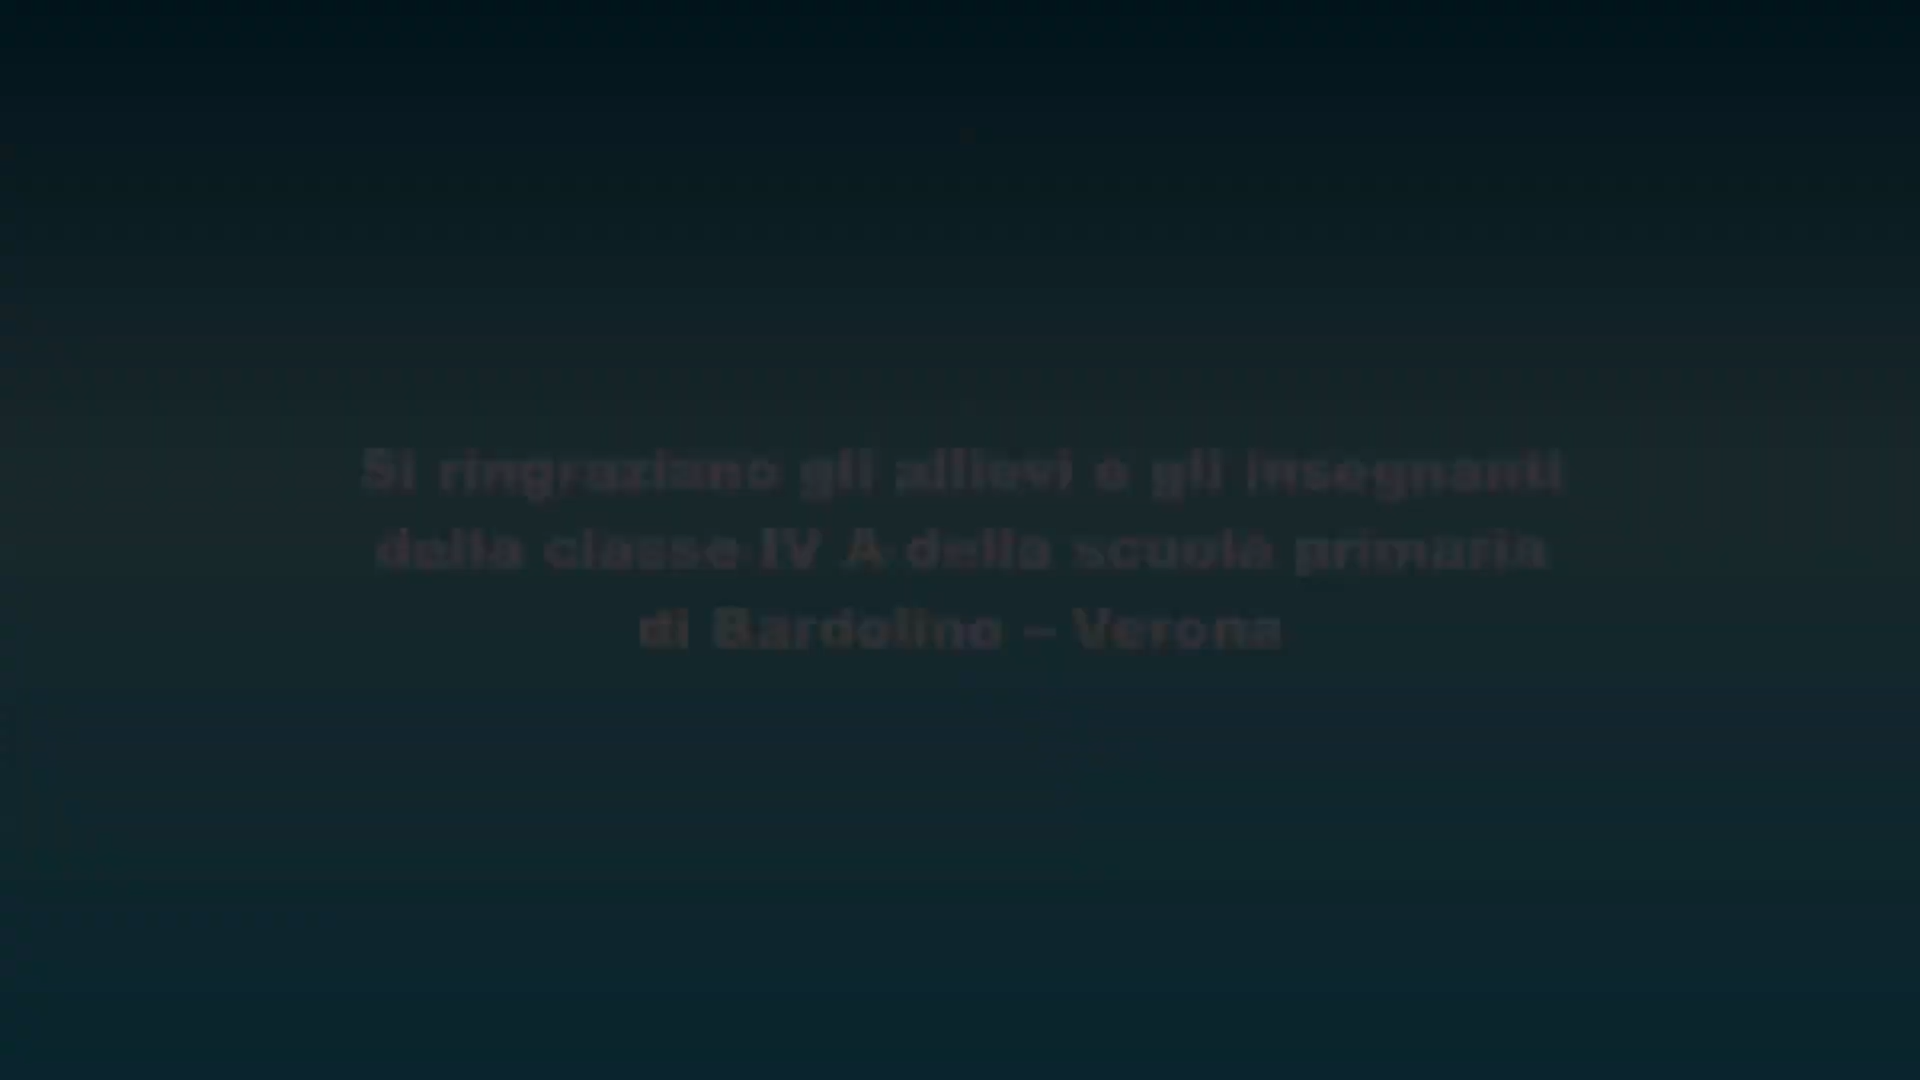 Si ringraziano gli allievi e gli insegnanti
della classe IV A della scuola primaria
di Bardolino – Verona